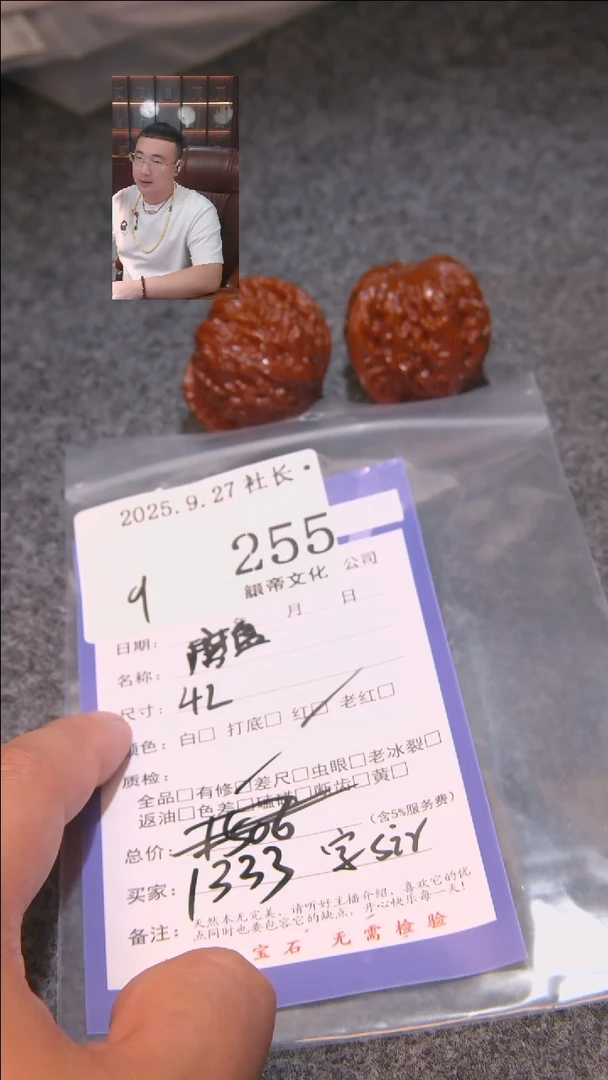 2025.9.27 社长
255
韻帝文化 公司
9
日期： 月 日
名称：磨盘
尺寸：42
颜色：白□ 打底□ 红□ 老红□
质检：
全品□有修□差尺□虫眼□老冰裂□
返油□色差□磕碰□断齿□黄□
总价： （含5%服务费）
买家：1333 字sir
备注：天然本无完美，请听好主播介绍，喜欢它的优
点同时也要包容它的缺点，开心快乐每一天！
宝石 无需检验